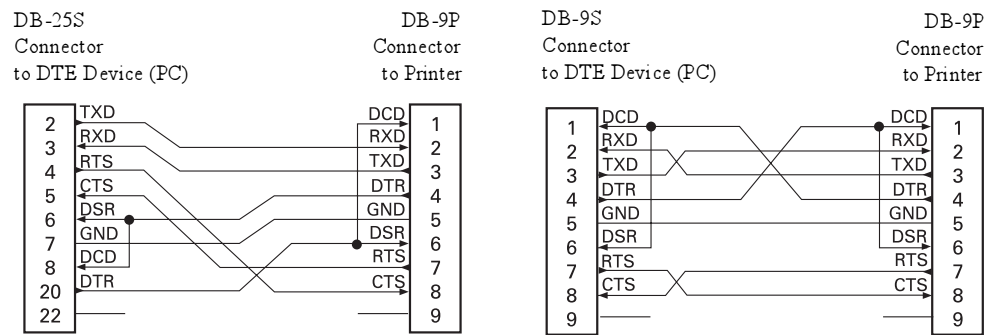 DB-25S
Connector
to DTE Device (PC)
DB-9P
Connector
to Printer
2 TXD DCD 1
3 RXD RXD 2
4 RTS TXD 3
5 CTS DTR 4
6 DSR GND 5
7 GND DSR 6
8 DCD RTS 7
20 DTR CTS 8
22 9
DB-9S
Connector
to DTE Device (PC)
DB-9P
Connector
to Printer
1 DCD DCD 1
2 RXD RXD 2
3 TXD TXD 3
4 DTR DTR 4
5 GND GND 5
6 DSR DSR 6
7 RTS RTS 7
8 CTS CTS 8
9 9